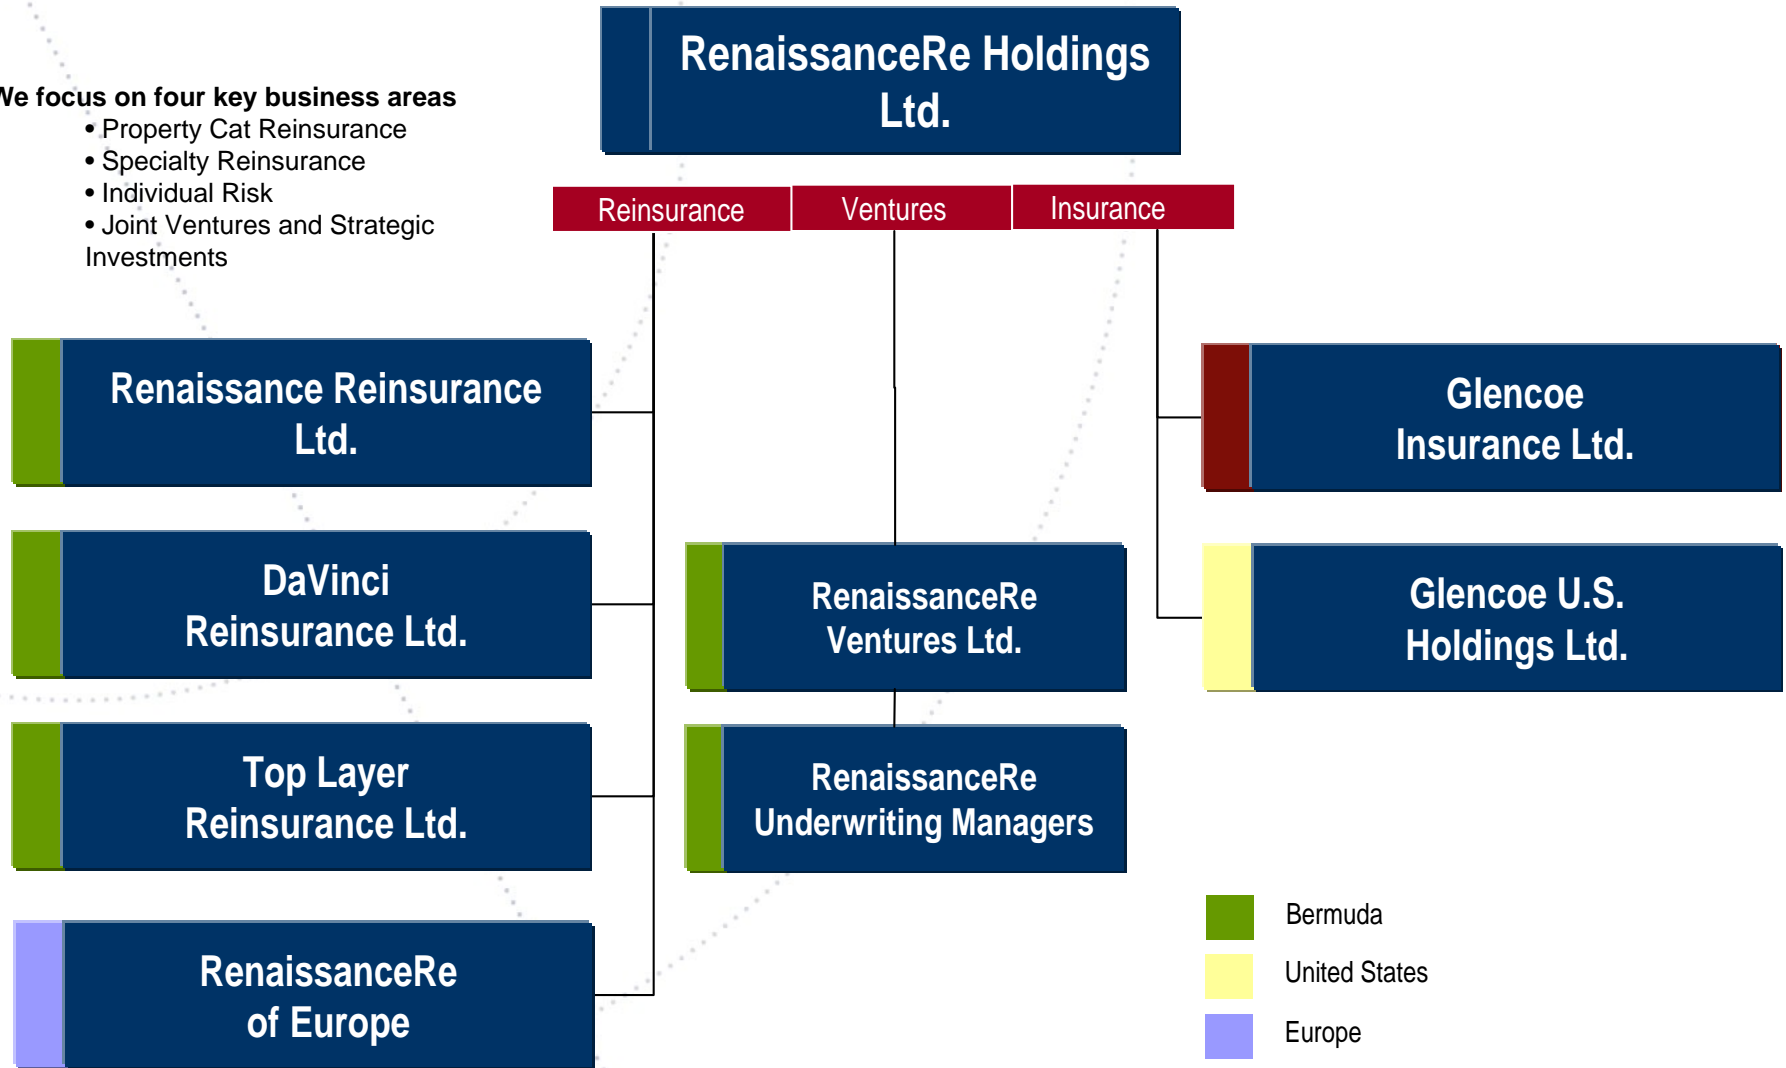 RenaissanceRe Holdings
Ltd.
We focus on four key business areas
• Property Cat Reinsurance
• Specialty Reinsurance
• Individual Risk
• Joint Ventures and Strategic
Investments
Reinsurance
Ventures
Insurance
Renaissance Reinsurance
Ltd.
DaVinci
Reinsurance Ltd.
Top Layer
Reinsurance Ltd.
RenaissanceRe
of Europe
RenaissanceRe
Ventures Ltd.
RenaissanceRe
Underwriting Managers
Glencoe
Insurance Ltd.
Glencoe U.S.
Holdings Ltd.
Bermuda
United States
Europe